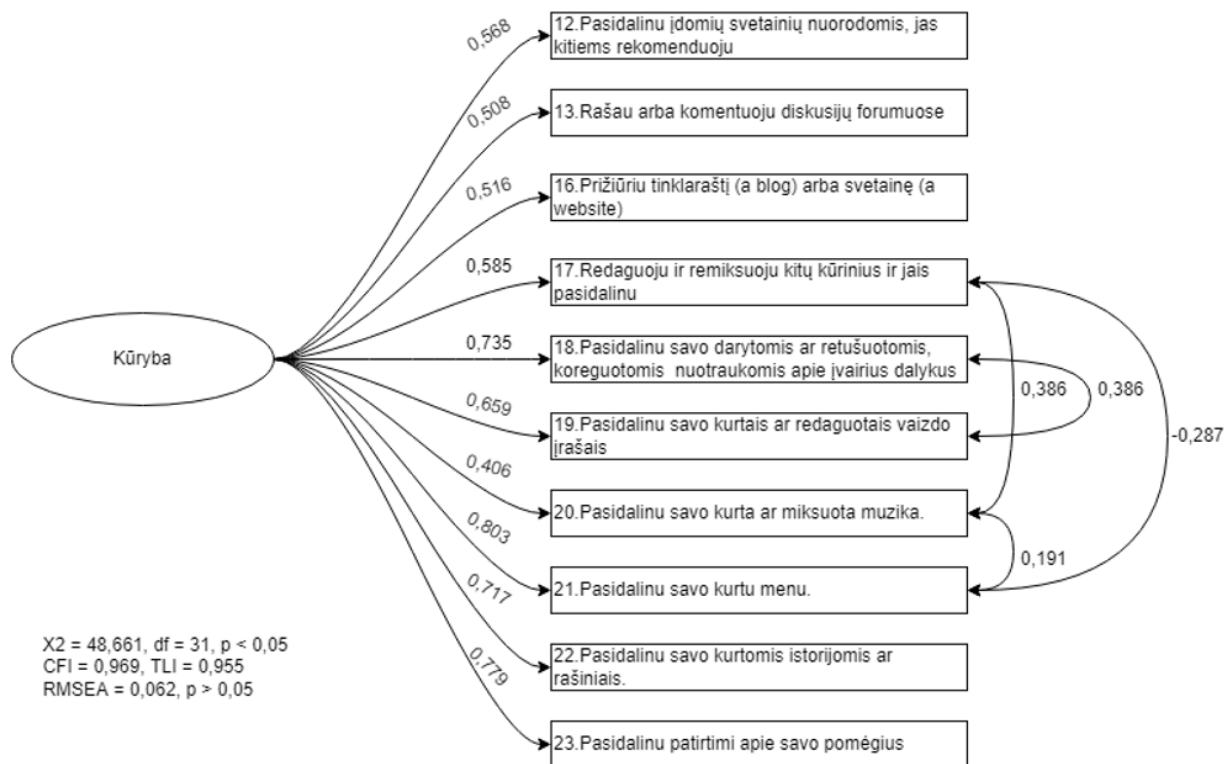 0,568
12.Pasidalinu įdomių svetainių nuorodomis, jas
kitiems rekomenduoju
0,508
13.Rašau arba komentuoju diskusijų forumuose
0,516
16.Prižiūriu tinklaraštį (a blog) arba svetainę (a
website)
0,585
17.Redaguoju ir remiksuoju kitų kūrinius ir jais
pasidalinu
Kūryba
0,735
18.Pasidalinu savo darytomis ar retušuotomis,
koreguotomis nuotraukomis apie įvairius dalykus
0,386
0,386
0,659
19.Pasidalinu savo kurtais ar redaguotais vaizdo
įrašais
-0,287
0,406
20.Pasidalinu savo kurta ar miksuota muzika.
0,191
0,803
21.Pasidalinu savo kurtu menu.
0,717
22.Pasidalinu savo kurtomis istorijomis ar
rašiniais.
0,779
23.Pasidalinu patirtimi apie savo pomėgius
X2 = 48,661, df = 31, p < 0,05
CFI = 0,969, TLI = 0,955
RMSEA = 0,062, p > 0,05